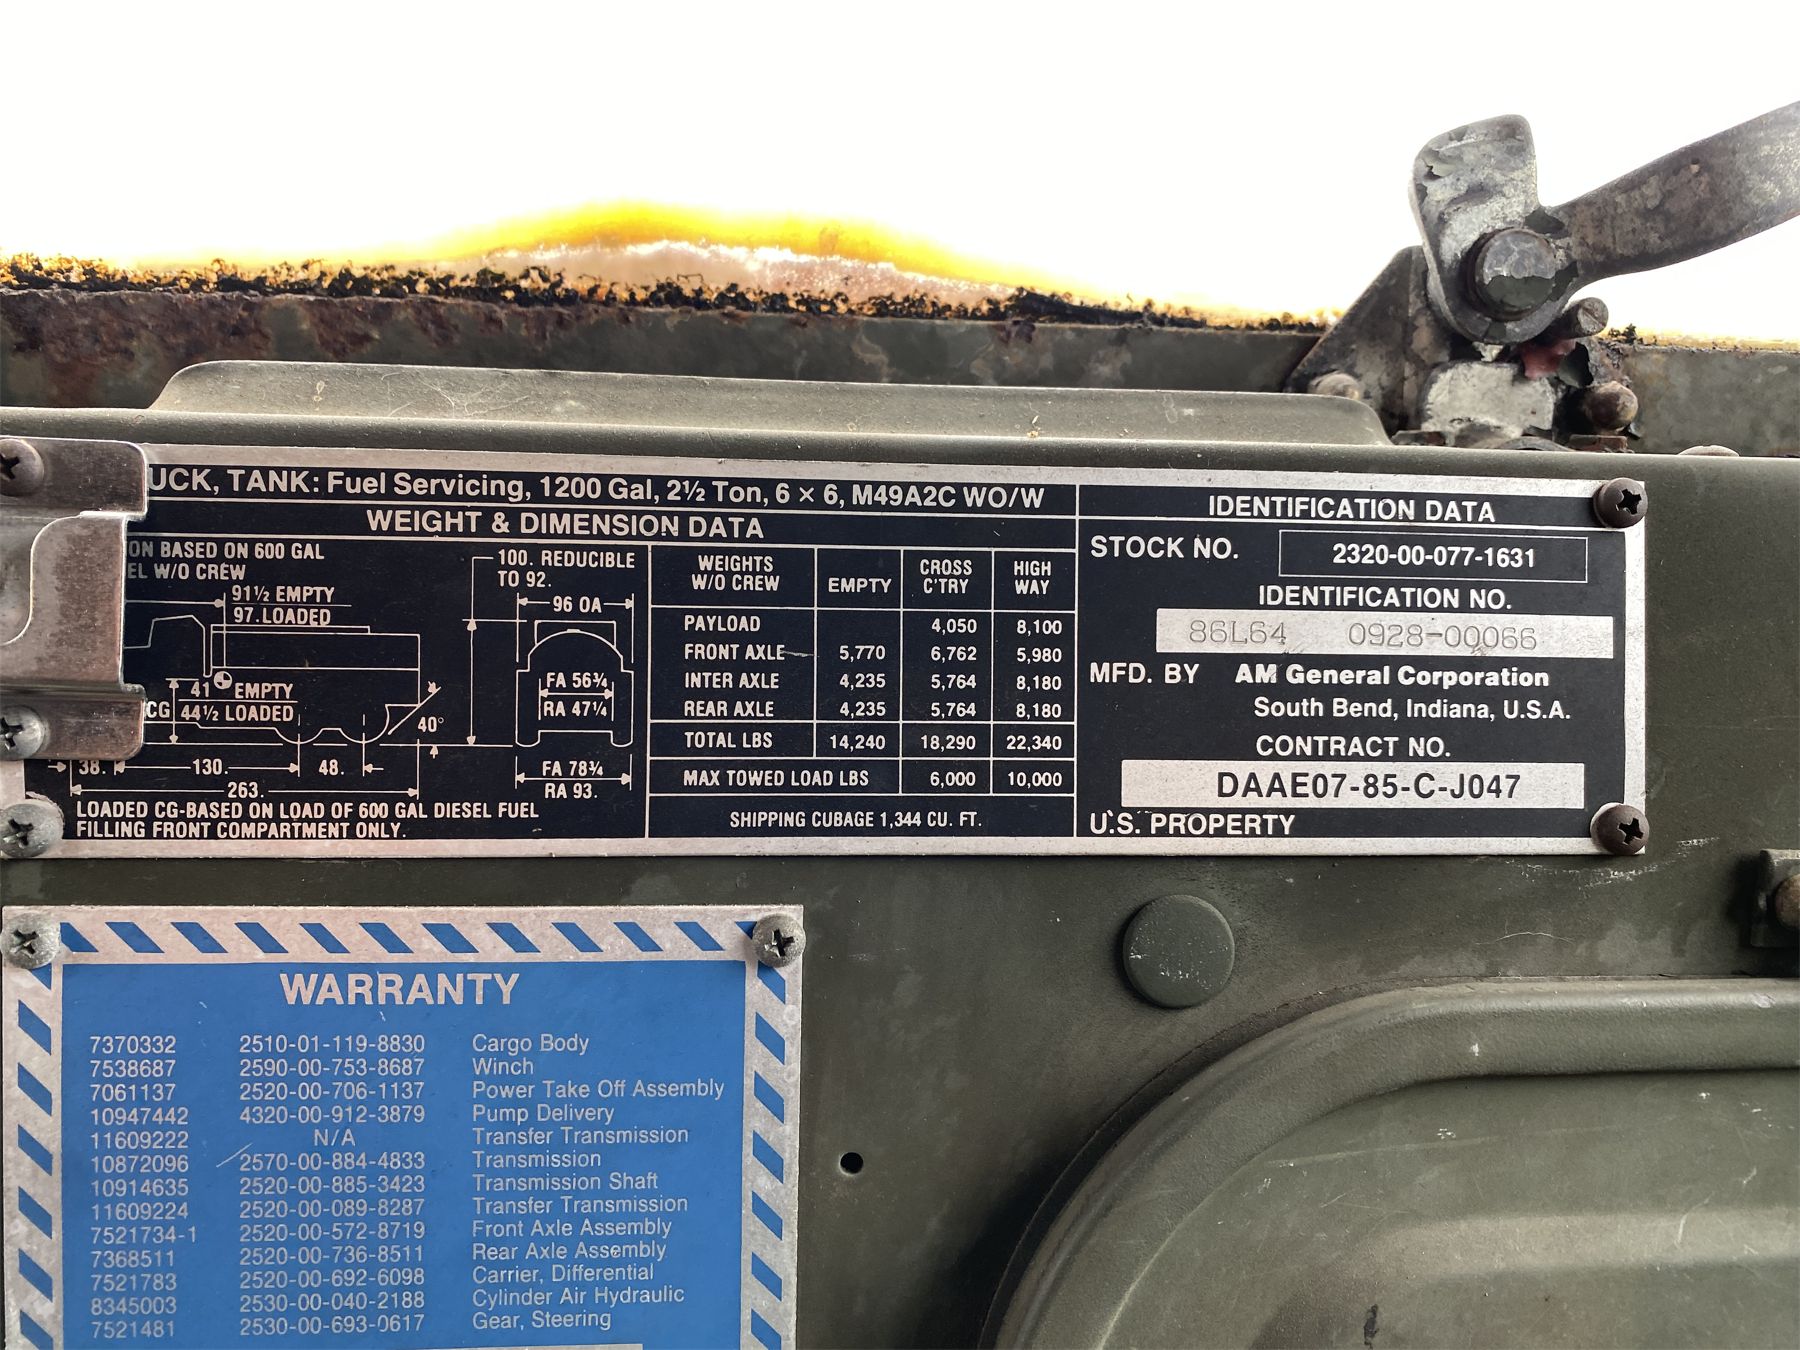 UCK, TANK: Fuel Servicing, 1200 Gal, 2½ Ton, 6 × 6, M49A2C WO/W
WEIGHT & DIMENSION DATA
ON BASED ON 600 GAL
EL W/O CREW
91½ EMPTY
97. LOADED
41 EMPTY
CG 44½ LOADED
40°
38. 130. 48.
263.
100. REDUCIBLE
TO 92.
96 OA
FA 56¾
RA 47¼
FA 78¾
RA 93.
LOADED CG-BASED ON LOAD OF 600 GAL DIESEL FUEL
FILLING FRONT COMPARTMENT ONLY.
WEIGHTS W/O CREW EMPTY CROSS C'TRY HIGH WAY
PAYLOAD 4,050 8,100
FRONT AXLE 5,770 6,762 5,980
INTER AXLE 4,235 5,764 8,180
REAR AXLE 4,235 5,764 8,180
TOTAL LBS 14,240 18,290 22,340
MAX TOWED LOAD LBS 6,000 10,000
SHIPPING CUBAGE 1,344 CU. FT.
IDENTIFICATION DATA
STOCK NO. 2320-00-077-1631
IDENTIFICATION NO.
86L64 0928-00066
MFD. BY AM General Corporation
South Bend, Indiana, U.S.A.
CONTRACT NO.
DAAE07-85-C-J047
U.S. PROPERTY
WARRANTY
7370332 2510-01-119-8830 Cargo Body
7538687 2590-00-753-8687 Winch
7061137 2520-00-706-1137 Power Take Off Assembly
10947442 4320-00-912-3879 Pump Delivery
11609222 N/A Transfer Transmission
10872096 2570-00-884-4833 Transmission
10914635 2520-00-885-3423 Transmission Shaft
11609224 2520-00-089-8287 Transfer Transmission
7521734-1 2520-00-572-8719 Front Axle Assembly
7368511 2520-00-736-8511 Rear Axle Assembly
7521783 2520-00-692-6098 Carrier, Differential
8345003 2530-00-040-2188 Cylinder Air Hydraulic
7521481 2530-00-693-0617 Gear, Steering